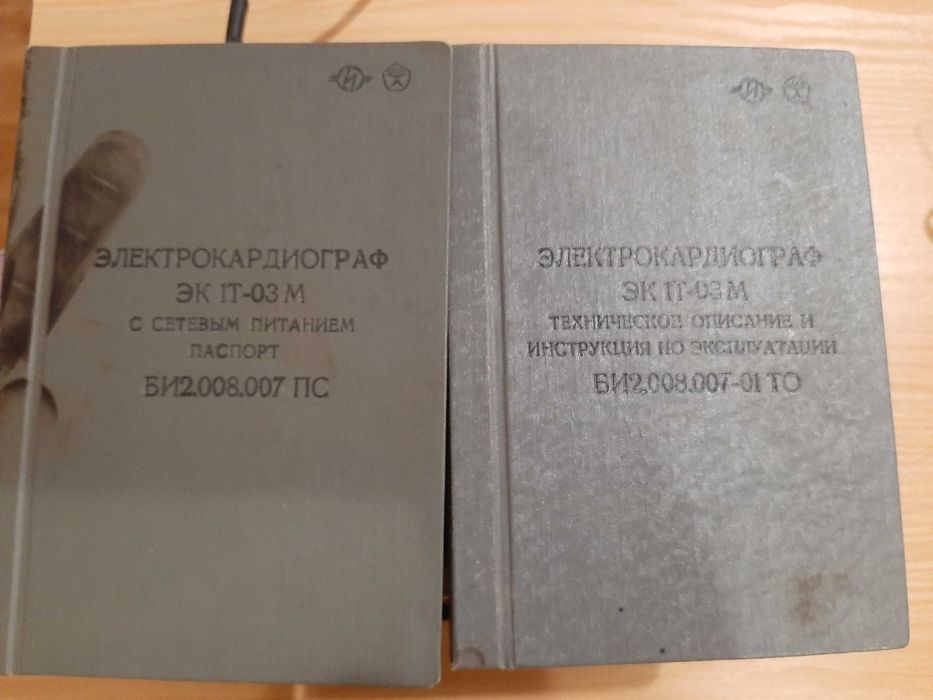 ЭЛЕКТРОКАРДИОГРАФ
ЭК 1Т-03 М
С СЕТЕВЫМ ПИТАНИЕМ
ПАСПОРТ
БИ2.008.007 ПС
ЭЛЕКТРОКАРДИОГРАФ
ЭК 1Т-03 М
ТЕХНИЧЕСКОЕ ОПИСАНИЕ И
ИНСТРУКЦИЯ ПО ЭКСПЛУАТАЦИИ
БИ2.008.007-01 ТО